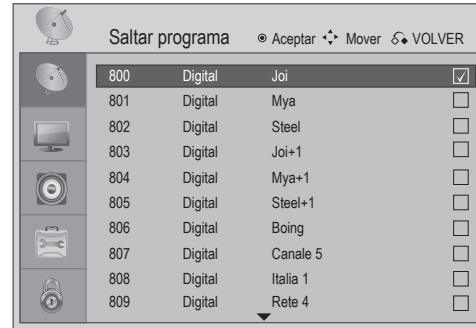 Saltar programa Aceptar Mover VOLVER
800 Digital Joi
801 Digital Mya
802 Digital Steel
803 Digital Joi+1
804 Digital Mya+1
805 Digital Steel+1
806 Digital Boing
807 Digital Canale 5
808 Digital Italia 1
809 Digital Rete 4